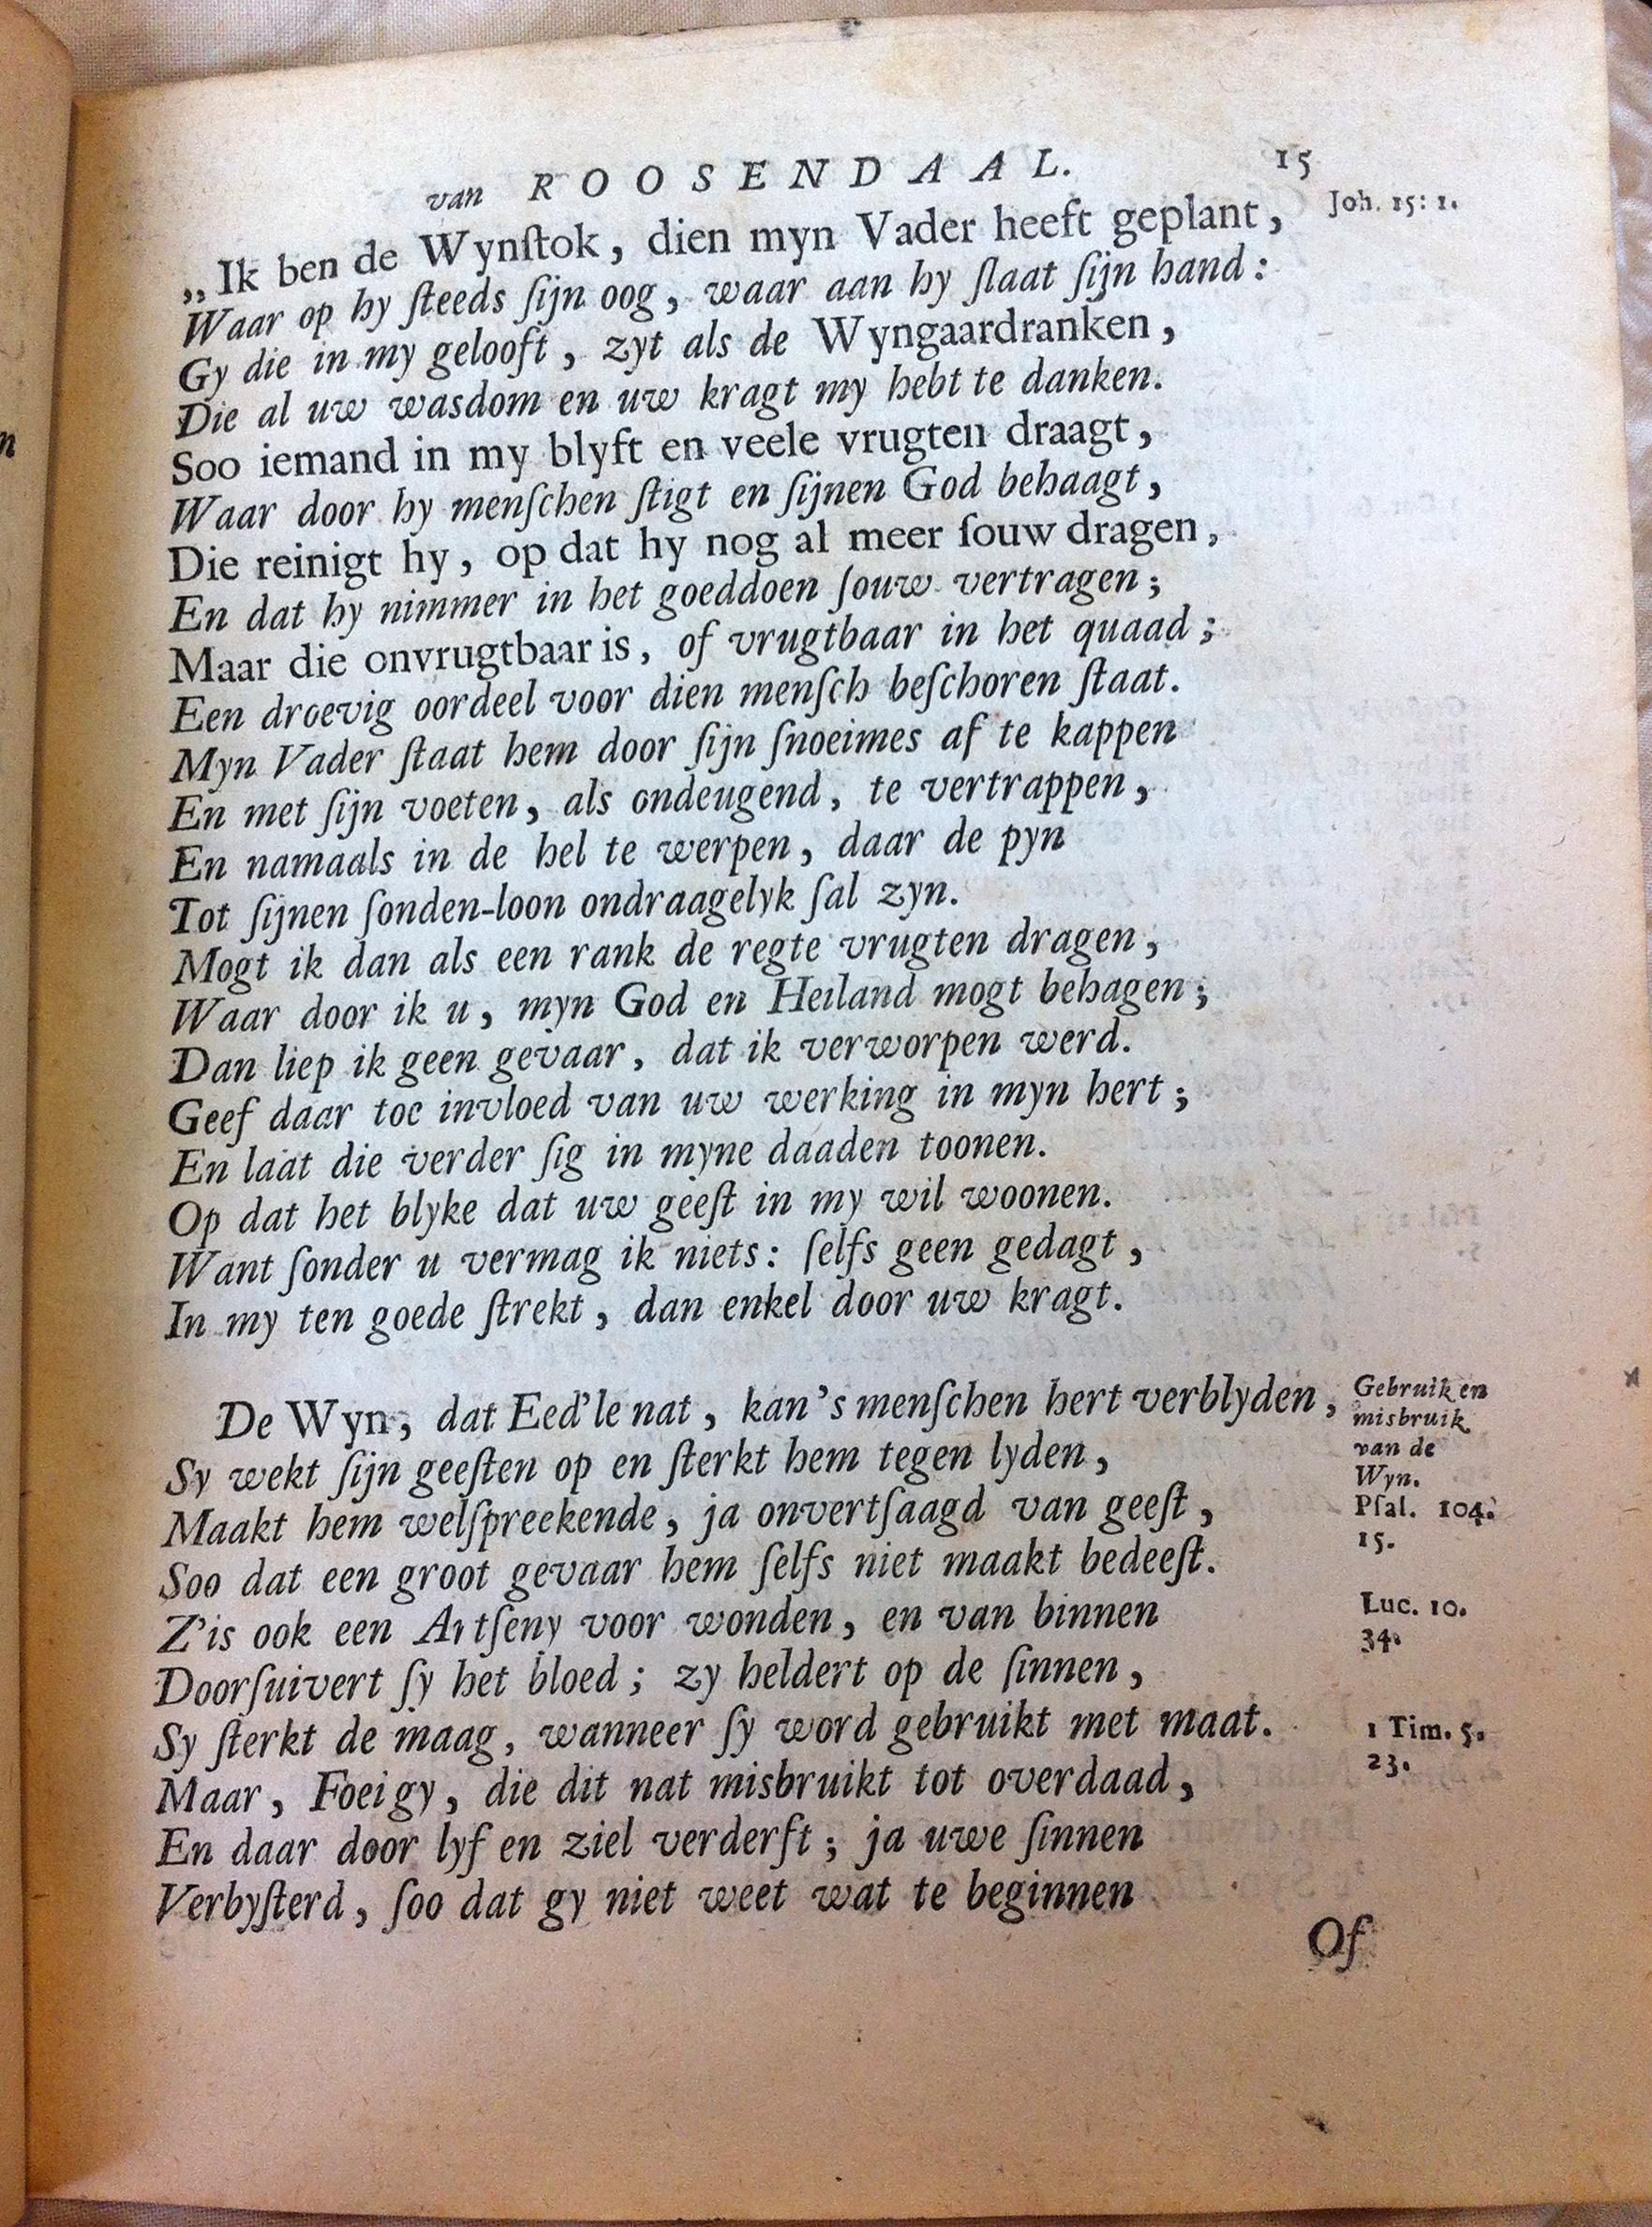 van ROOSENDAAL. 15
„Ik ben de Wynſtok, dien myn Vader heeft geplant, Joh. 15: 1.
Waar op hy ſteeds ſijn oog, waar aan hy ſlaat ſijn hand:
Gy die in my gelooft, zyt als de Wyngaardranken,
Die al uw wasdom en uw kragt my hebt te danken.
Soo iemand in my blyft en veele vrugten draagt,
Waar door hy menſchen ſtigt en ſijnen God behaagt,
Die reinigt hy, op dat hy nog al meer ſouw dragen,
En dat hy nimmer in het goeddoen ſouw vertragen;
Maar die onvrugtbaar is, of vrugtbaar in het quaad;
Een droevig oordeel voor dien menſch beſchoren ſtaat.
Myn Vader ſtaat hem door ſijn ſnoeimes af te kappen
En met ſijn voeten, als ondeugend, te vertrappen,
En namaals in de hel te werpen, daar de pyn
Tot ſijnen ſonden-loon ondraagelyk ſal zyn.
Mogt ik dan als een rank de regte vrugten dragen,
Waar door ik u, myn God en Heiland mogt behagen;
Dan liep ik geen gevaar, dat ik verworpen werd.
Geef daar toe invloed van uw werking in myn hert;
En laat die verder ſig in myne daaden toonen.
Op dat het blyke dat uw geeſt in my wil woonen.
Want ſonder u vermag ik niets: ſelfs geen gedagt,
In my ten goede ſtrekt, dan enkel door uw kragt.
De Wyn, dat Eed'le nat, kan's menſchen hert verblyden,
Sy wekt ſijn geeſten op en ſterkt hem tegen lyden,
Maakt hem welſpreekende, ja onvertſaagd van geeſt,
Soo dat een groot gevaar hem ſelfs niet maakt bedeeſt.
Z'is ook een Artſeny voor wonden, en van binnen
Doorſuivert ſy het bloed; zy heldert op de ſinnen,
Sy ſterkt de maag, wanneer ſy word gebruikt met maat.
Maar, Foei gy, die dit nat misbruikt tot overdaad,
En daar door lyf en ziel verderft; ja uwe ſinnen
Verbyſterd, ſoo dat gy niet weet wat te beginnen
Of
Gebruik en
misbruik
van de
Wyn.
Pſal. 104.
15.
Luc. 10.
34.
1 Tim. 5.
23.